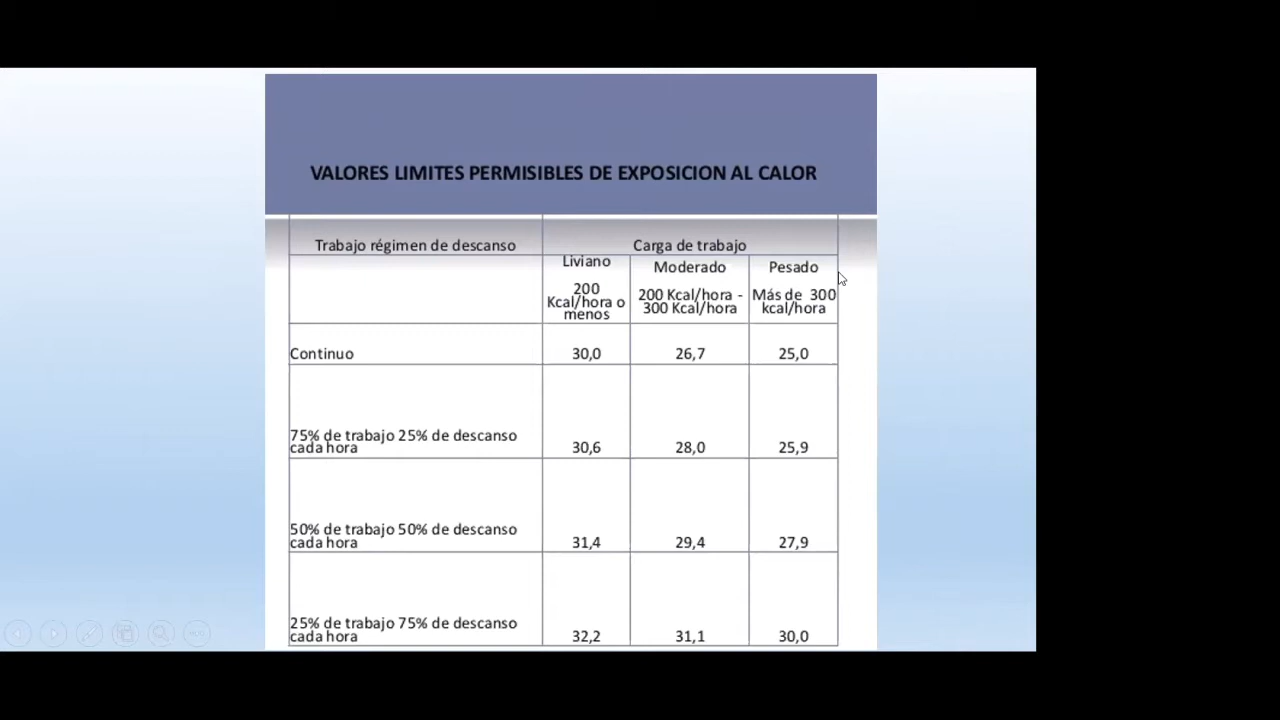 VALORES LIMITES PERMISIBLES DE EXPOSICION AL CALOR
Trabajo régimen de descanso
Carga de trabajo
Liviano
200
Kcal/hora o
menos
Moderado
200 Kcal/hora -
300 Kcal/hora
Pesado
Más de 300
kcal/hora
Continuo
30,0
26,7
25,0
75% de trabajo 25% de descanso
cada hora
30,6
28,0
25,9
50% de trabajo 50% de descanso
cada hora
31,4
29,4
27,9
25% de trabajo 75% de descanso
cada hora
32,2
31,1
30,0